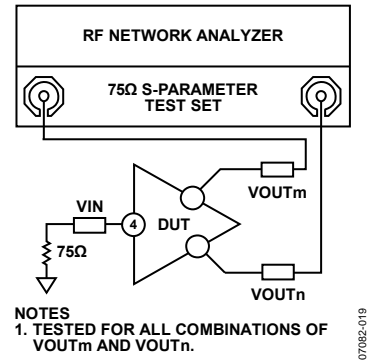 RF NETWORK ANALYZER
75Ω S-PARAMETER
TEST SET
VOUTm
VIN
4
DUT
75Ω
VOUTn
NOTES
1. TESTED FOR ALL COMBINATIONS OF
VOUTm AND VOUTn.
07082-019